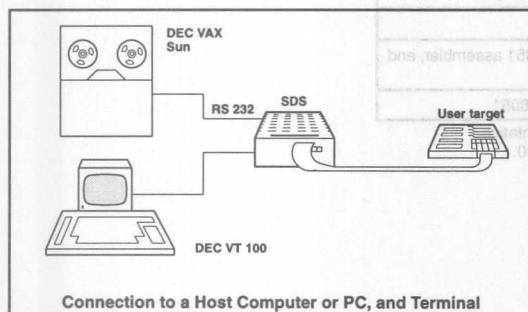 DEC VAX
Sun
RS 232
SDS
User target
DEC VT 100
Connection to a Host Computer or PC, and Terminal